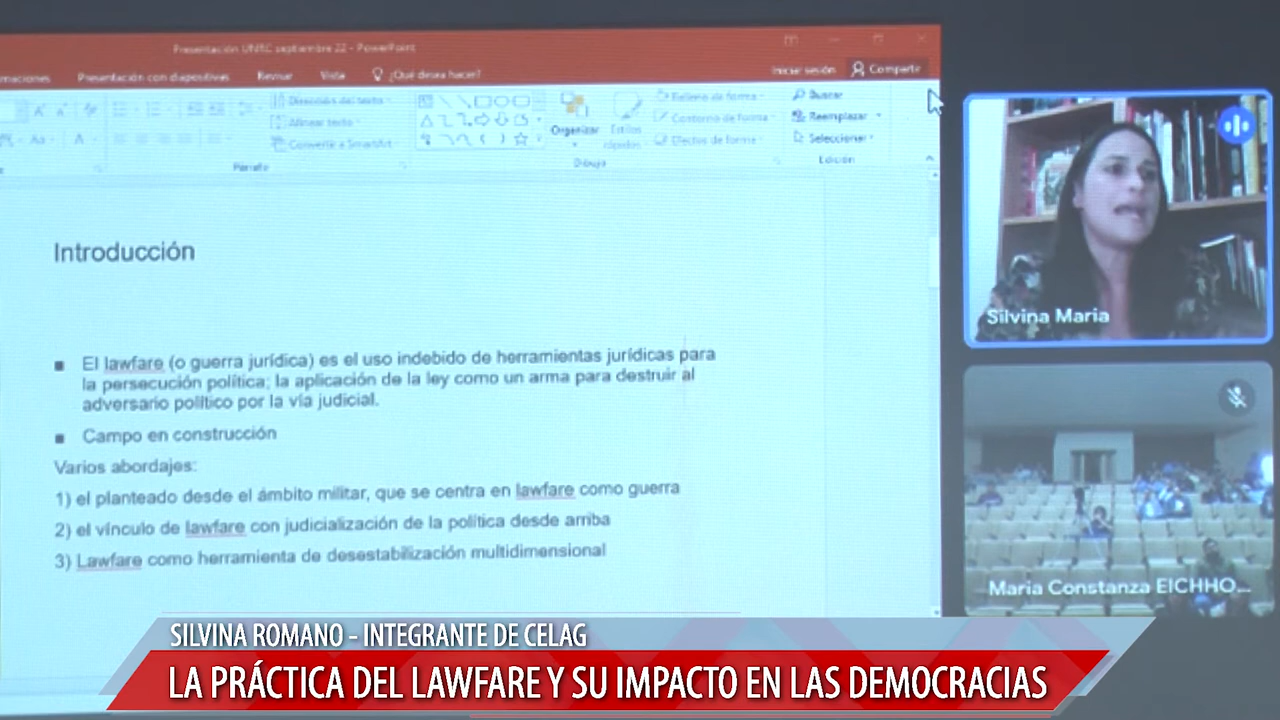 Presentación UNTC septiembre 22 - PowerPoint
Presentación con diapositivas Revisar Vista ¿Qué desea hacer? Iniciar sesión Compartir
Dirección del texto
Alinear texto
Convertir a SmartArt
Párrafo
Organizar
Estilos
rápidos
Relleno de forma
Contorno de forma
Efectos de forma
Dibujo
Buscar
Reemplazar
Seleccionar
Edición
Introducción
El lawfare (o guerra jurídica) es el uso indebido de herramientas jurídicas para
la persecución política; la aplicación de la ley como un arma para destruir al
adversario político por la vía judicial.
Campo en construcción
Varios abordajes:
1) el planteado desde el ámbito militar, que se centra en lawfare como guerra
2) el vínculo de lawfare con judicialización de la política desde arriba
3) Lawfare como herramienta de desestabilización multidimensional
Silvina Maria
Maria Constanza EICHHO...
SILVINA ROMANO - INTEGRANTE DE CELAG
LA PRÁCTICA DEL LAWFARE Y SU IMPACTO EN LAS DEMOCRACIAS